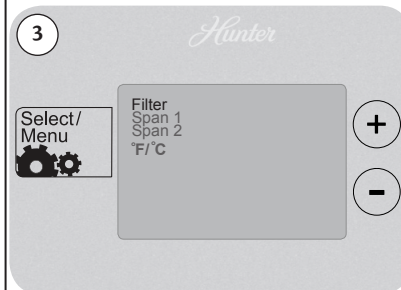 3
Hunter
Select/
Menu
Filter
Span 1
Span 2
°F/°C
+
-